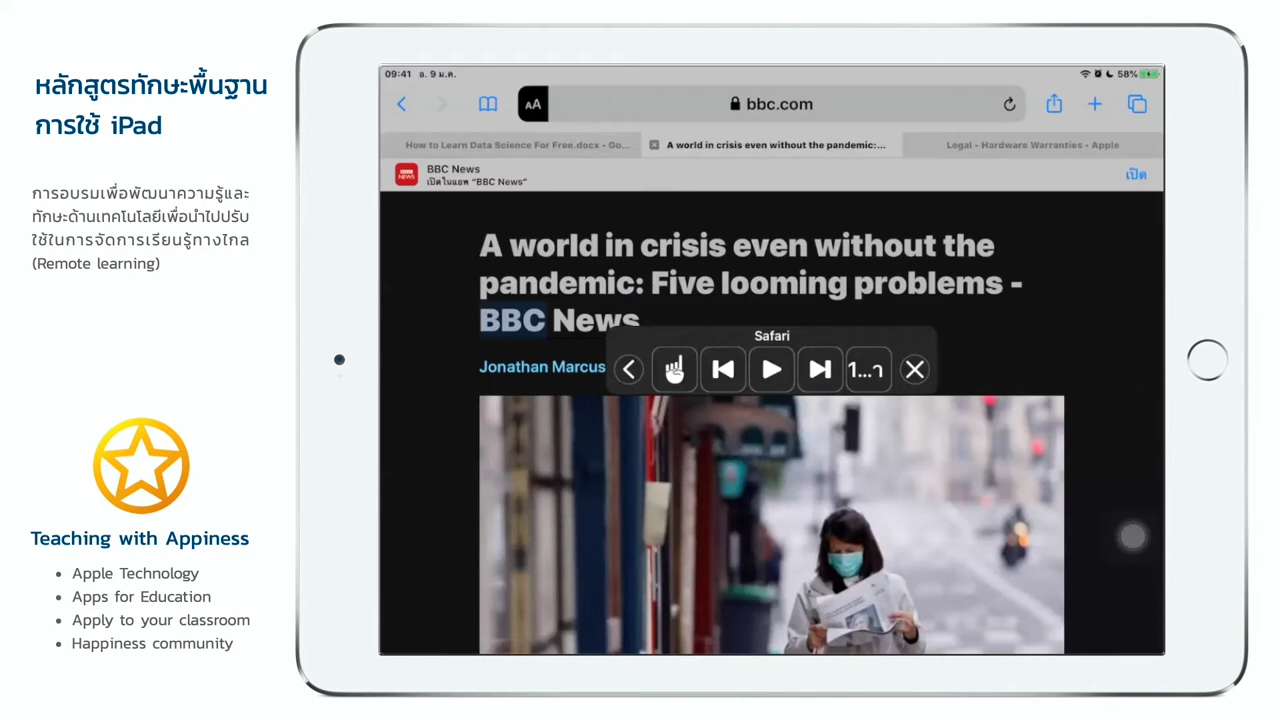 หลักสูตรทักษะพื้นฐาน
การใช้ iPad
การอบรมเพื่อพัฒนาความรู้และ
ทักษะด้านเทคโนโลยีเพื่อนำไปปรับ
ใช้ในการจัดการเรียนรู้ทางไกล
(Remote learning)
Teaching with Appiness
• Apple Technology
• Apps for Education
• Apply to your classroom
• Happiness community
09:41 อ. 9 ม.ค.
58%
AA
bbc.com
How to Learn Data Science For Free.docx - Go...
A world in crisis even without the pandemic:...
Legal - Hardware Warranties - Apple
BBC NEWS
BBC News
เปิดในแอพ "BBC News"
เปิด
A world in crisis even without the
pandemic: Five looming problems -
BBC News
Jonathan Marcus
Safari
1...า